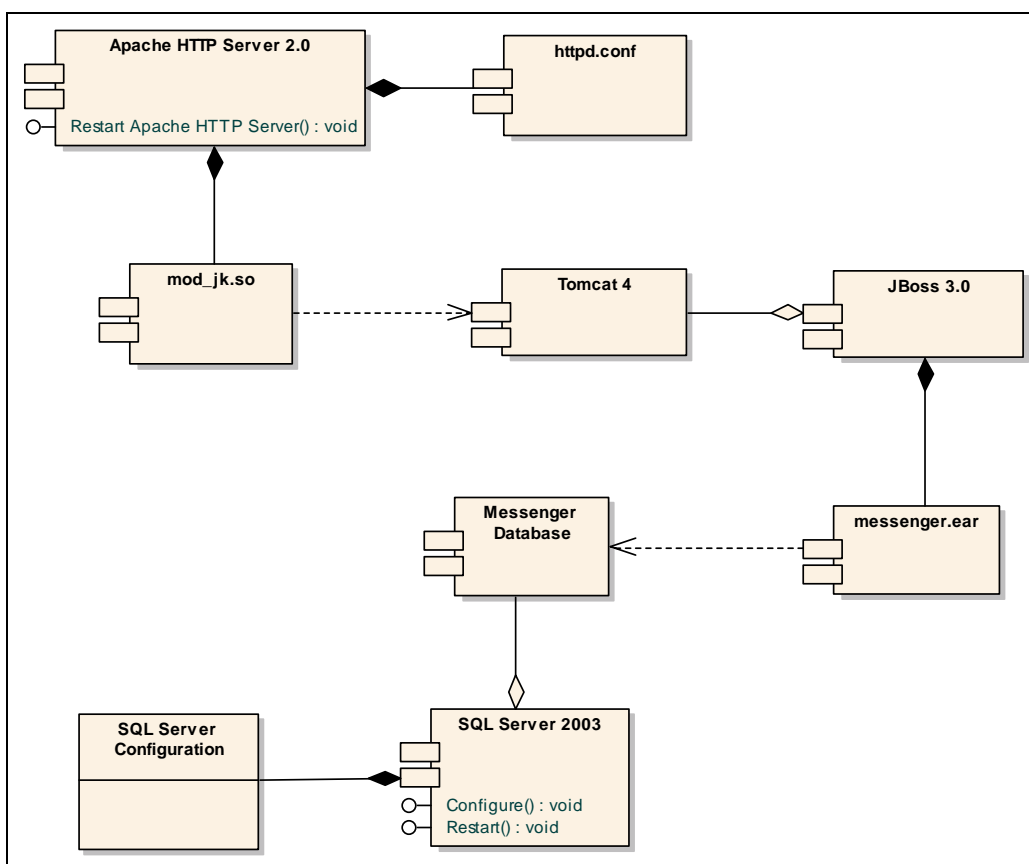 Apache HTTP Server 2.0
Restart Apache HTTP Server() : void
httpd.conf
mod_jk.so
Tomcat 4
JBoss 3.0
Messenger
Database
messenger.ear
SQL Server
Configuration
SQL Server 2003
Configure() : void
Restart() : void